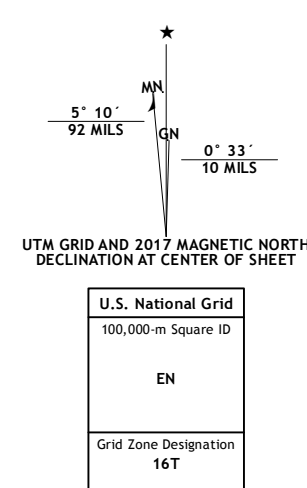 ★
MN
5° 10´
92 MILS
GN
0° 33´
10 MILS
UTM GRID AND 2017 MAGNETIC NORTH
DECLINATION AT CENTER OF SHEET
U.S. National Grid
100,000-m Square ID
EN
Grid Zone Designation
16T